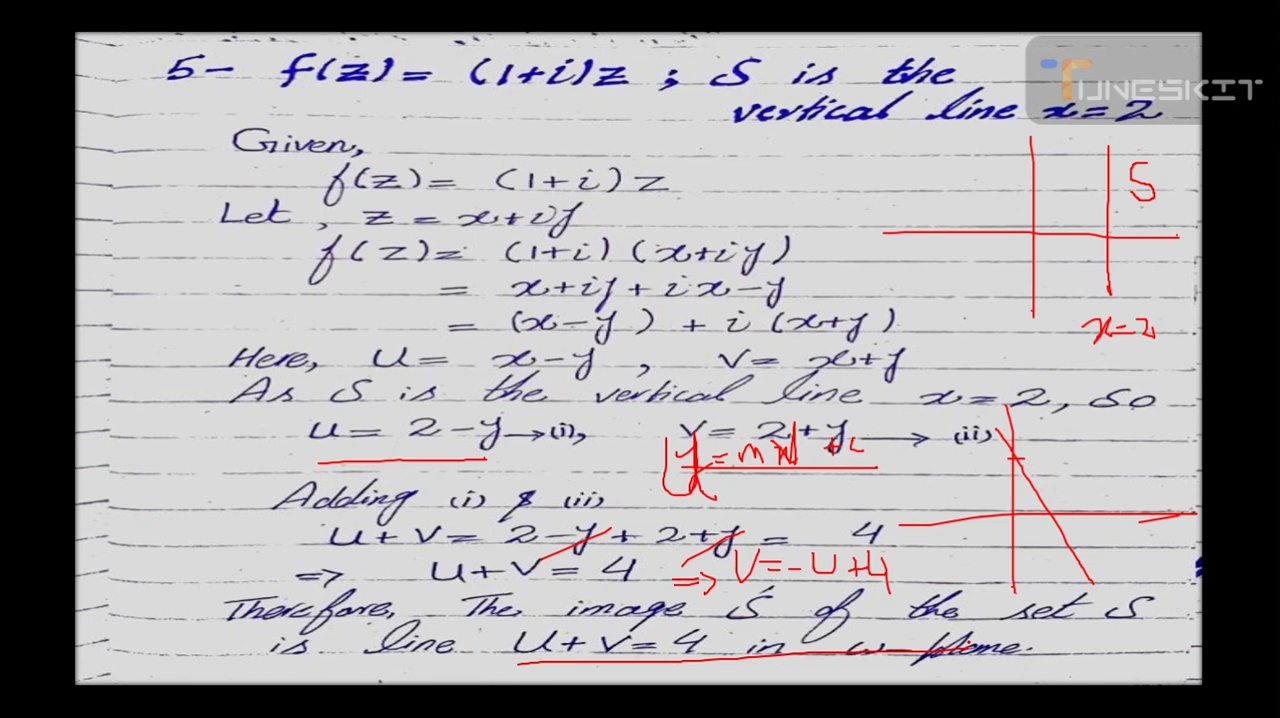 TUNESKIT
5- f(z) = (1+i)z ; S is the
vertical line x=2
Given,
f(z) = (1+i)z
Let, z = x+iy
f(z) = (1+i) (x+iy)
= x+iy+ix-y
= (x-y) + i(x+y)
Here, U = x-y , V = x+y
As S is the vertical line x=2, So
U = 2-y →(i), V = 2+y → (ii)
y = mx + c
Adding (i) & (ii)
U+V = 2-y + 2+y = 4
=> U+V = 4 => V = -U+4
Therefore, The image S' of the set S
is line U+V=4 in w-plane.
S
x=2